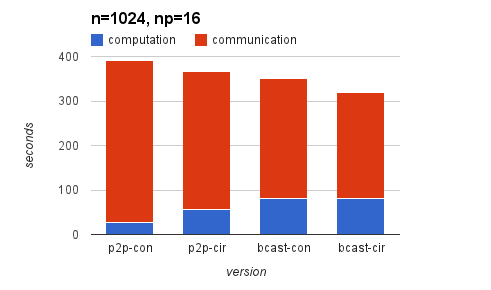 n=1024, np=16
computation communication
400
300
200
100
0
seconds
p2p-con p2p-cir bcast-con bcast-cir
version